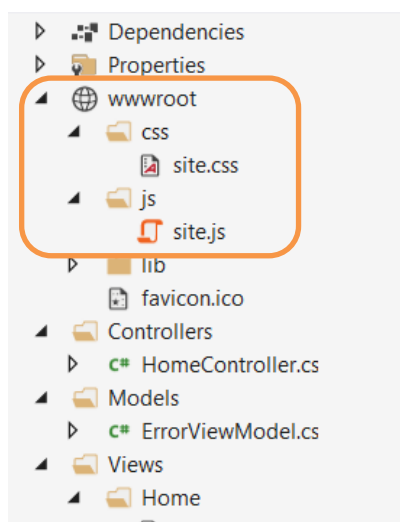 Dependencies
Properties
wwwroot
css
site.css
js
site.js
lib
favicon.ico
Controllers
C# HomeController.cs
Models
C# ErrorViewModel.cs
Views
Home